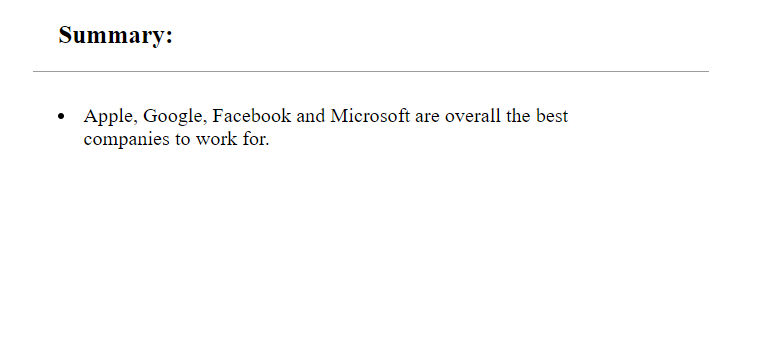 Summary:
• Apple, Google, Facebook and Microsoft are overall the best
companies to work for.